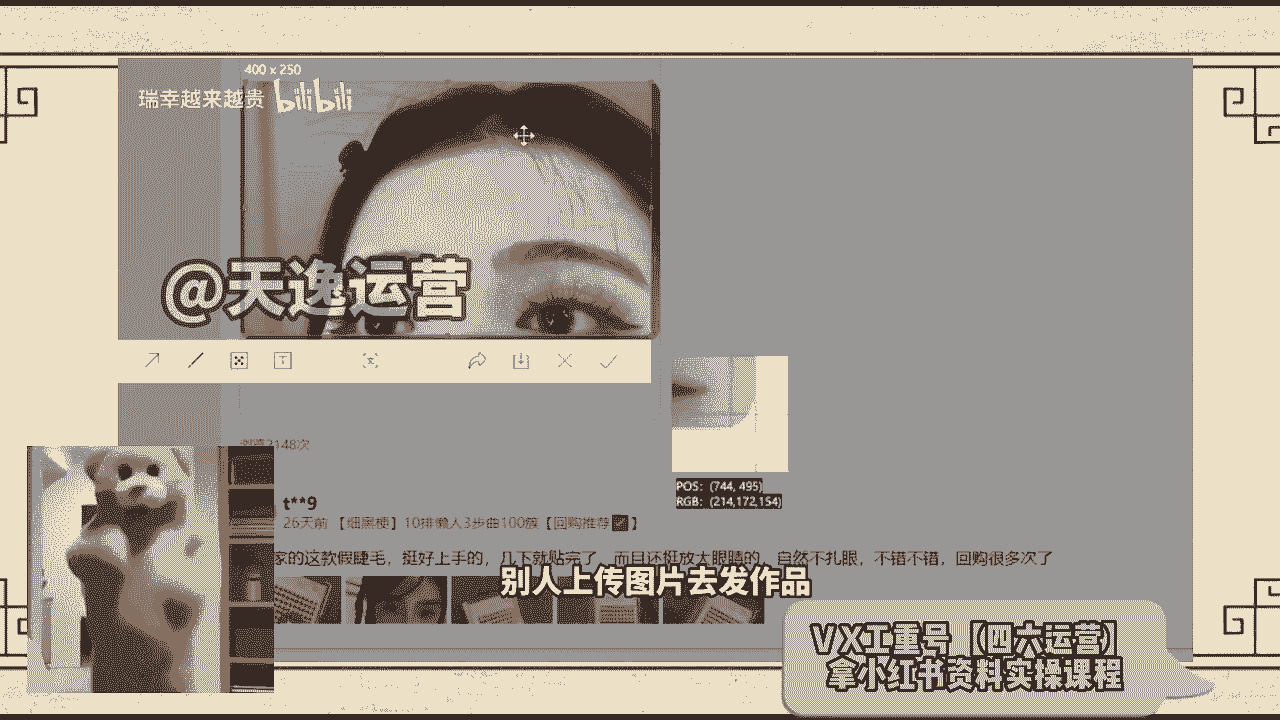 400 x 250
瑞幸越来越贵 bilibili
@天逸运营
浏览2148次
t**9
26天前 【细黑梗】10排懒人3步曲100簇【回购推荐✅】
家的这款假睫毛，挺好上手的，几下就贴完了，而且还挺放大眼睛的，自然不扎眼，不错不错，回购很多次了
POS: (744, 495)
RGB: (214,172,154)
别人上传图片去发作品
VX工重号【四六运营】
拿小红书资料实操课程